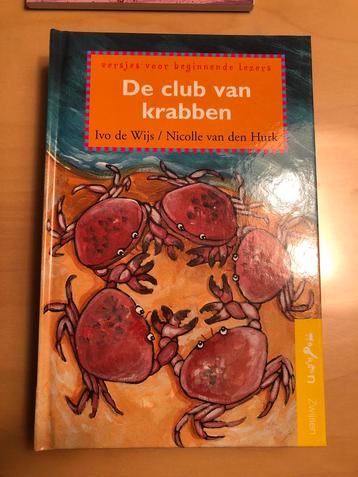 versjes voor beginnende lezers
De club van
krabben
Ivo de Wijs / Nicolle van den Hurk
Zwijsen